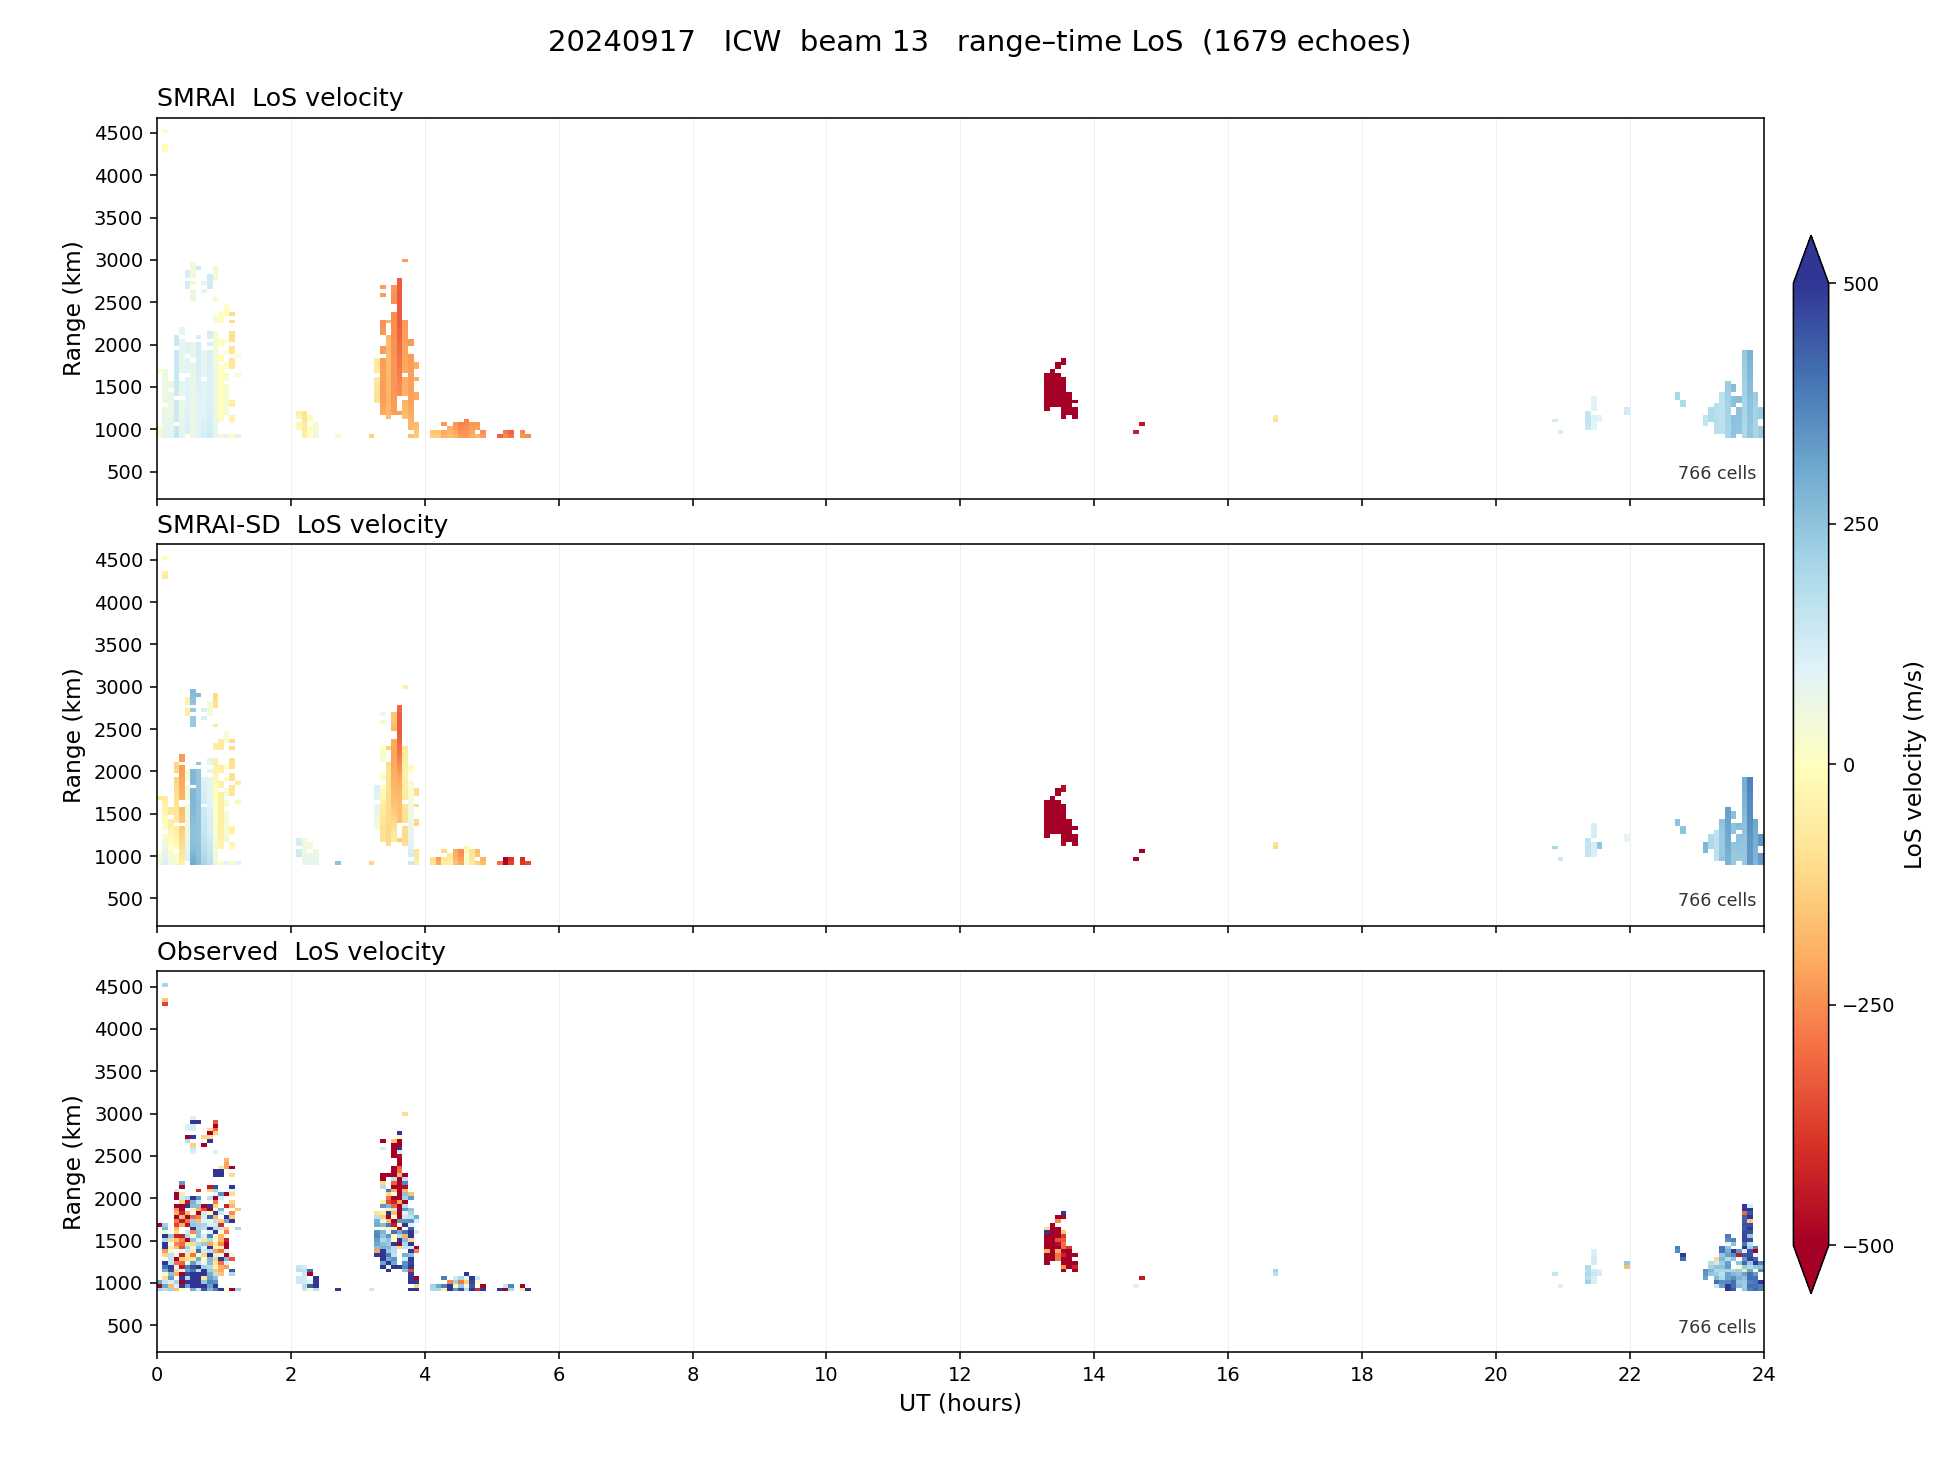 20240917   ICW  beam 13   range–time LoS  (1679 echoes)
SMRAI  LoS velocity
4500
4000
3500
3000
2500
2000
1500
1000
500
Range (km)
766 cells
SMRAI-SD  LoS velocity
4500
4000
3500
3000
2500
2000
1500
1000
500
Range (km)
766 cells
Observed  LoS velocity
4500
4000
3500
3000
2500
2000
1500
1000
500
Range (km)
766 cells
0 2 4 6 8 10 12 14 16 18 20 22 24
UT (hours)
500
250
0
−250
−500
LoS velocity (m/s)